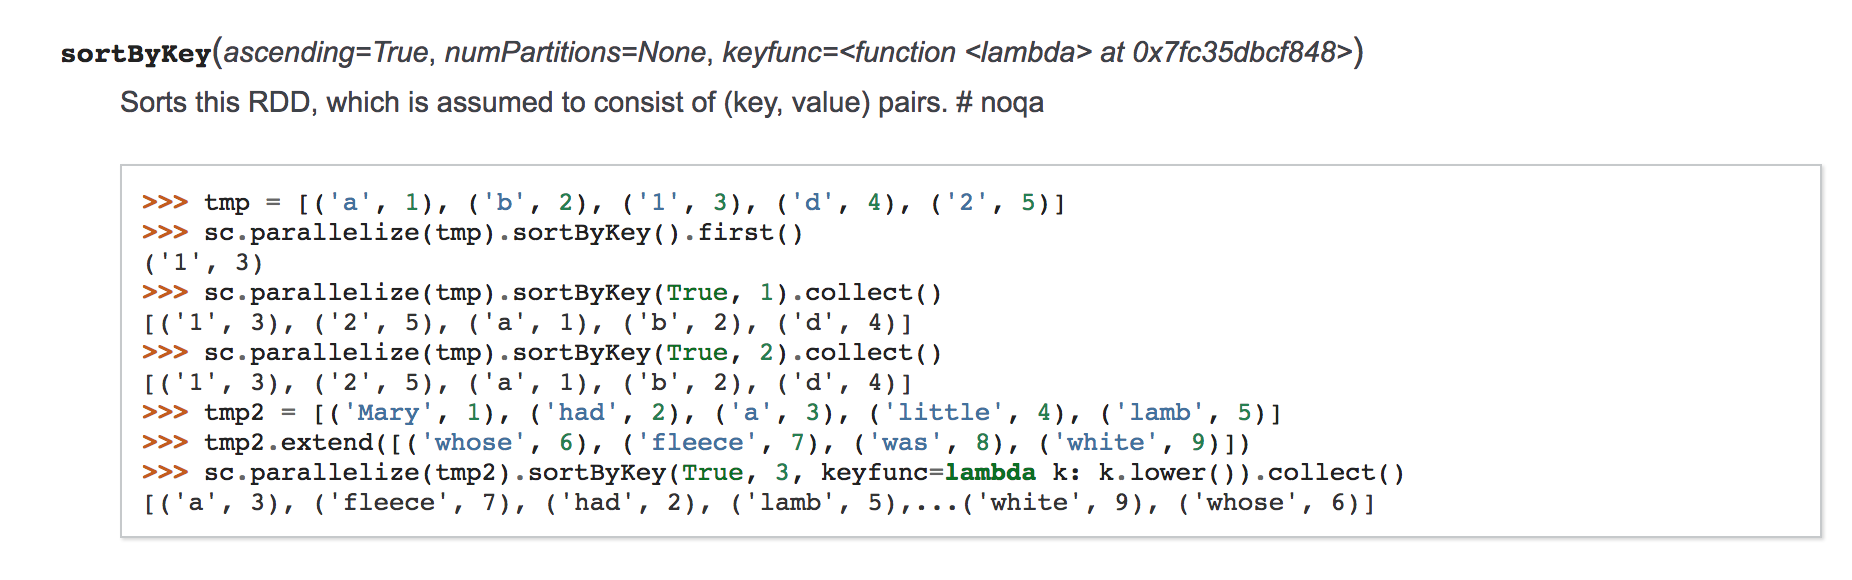 sortByKey(ascending=True, numPartitions=None, keyfunc=<function <lambda> at 0x7fc35dbcf848>)
Sorts this RDD, which is assumed to consist of (key, value) pairs. # noqa
>>> tmp = [('a', 1), ('b', 2), ('1', 3), ('d', 4), ('2', 5)]
>>> sc.parallelize(tmp).sortByKey().first()
('1', 3)
>>> sc.parallelize(tmp).sortByKey(True, 1).collect()
[('1', 3), ('2', 5), ('a', 1), ('b', 2), ('d', 4)]
>>> sc.parallelize(tmp).sortByKey(True, 2).collect()
[('1', 3), ('2', 5), ('a', 1), ('b', 2), ('d', 4)]
>>> tmp2 = [('Mary', 1), ('had', 2), ('a', 3), ('little', 4), ('lamb', 5)]
>>> tmp2.extend([('whose', 6), ('fleece', 7), ('was', 8), ('white', 9)])
>>> sc.parallelize(tmp2).sortByKey(True, 3, keyfunc=lambda k: k.lower()).collect()
[('a', 3), ('fleece', 7), ('had', 2), ('lamb', 5),...('white', 9), ('whose', 6)]